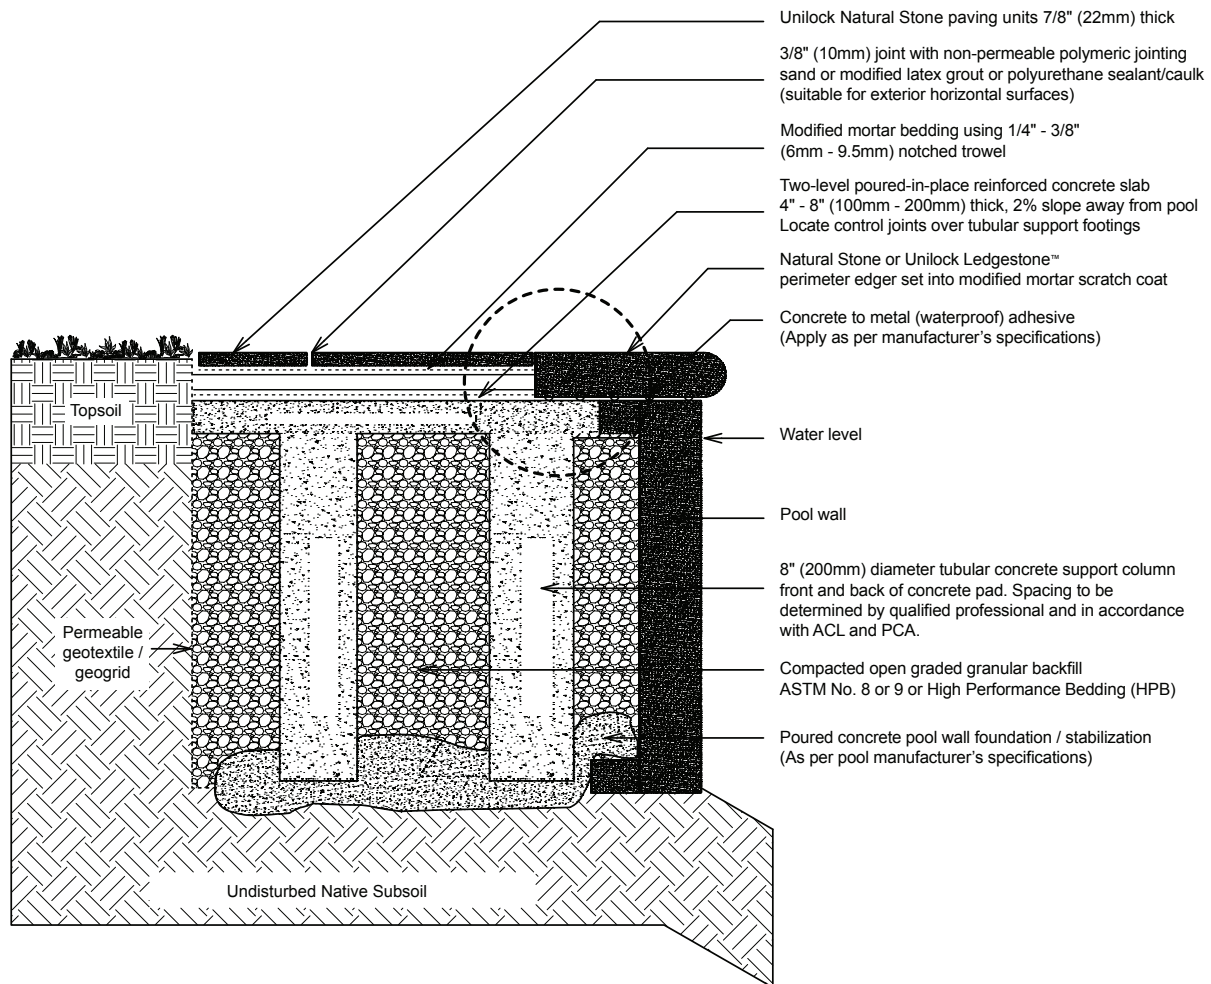 Unilock Natural Stone paving units 7/8" (22mm) thick
3/8" (10mm) joint with non-permeable polymeric jointing
sand or modified latex grout or polyurethane sealant/caulk
(suitable for exterior horizontal surfaces)
Modified mortar bedding using 1/4" - 3/8"
(6mm - 9.5mm) notched trowel
Two-level poured-in-place reinforced concrete slab
4" - 8" (100mm - 200mm) thick, 2% slope away from pool
Locate control joints over tubular support footings
Natural Stone or Unilock Ledgestone™
perimeter edger set into modified mortar scratch coat
Concrete to metal (waterproof) adhesive
(Apply as per manufacturer's specifications)
Topsoil
Water level
Pool wall
8" (200mm) diameter tubular concrete support column
front and back of concrete pad. Spacing to be
determined by qualified professional and in accordance
with ACL and PCA.
Permeable
geotextile /
geogrid
Compacted open graded granular backfill
ASTM No. 8 or 9 or High Performance Bedding (HPB)
Poured concrete pool wall foundation / stabilization
(As per pool manufacturer's specifications)
Undisturbed Native Subsoil